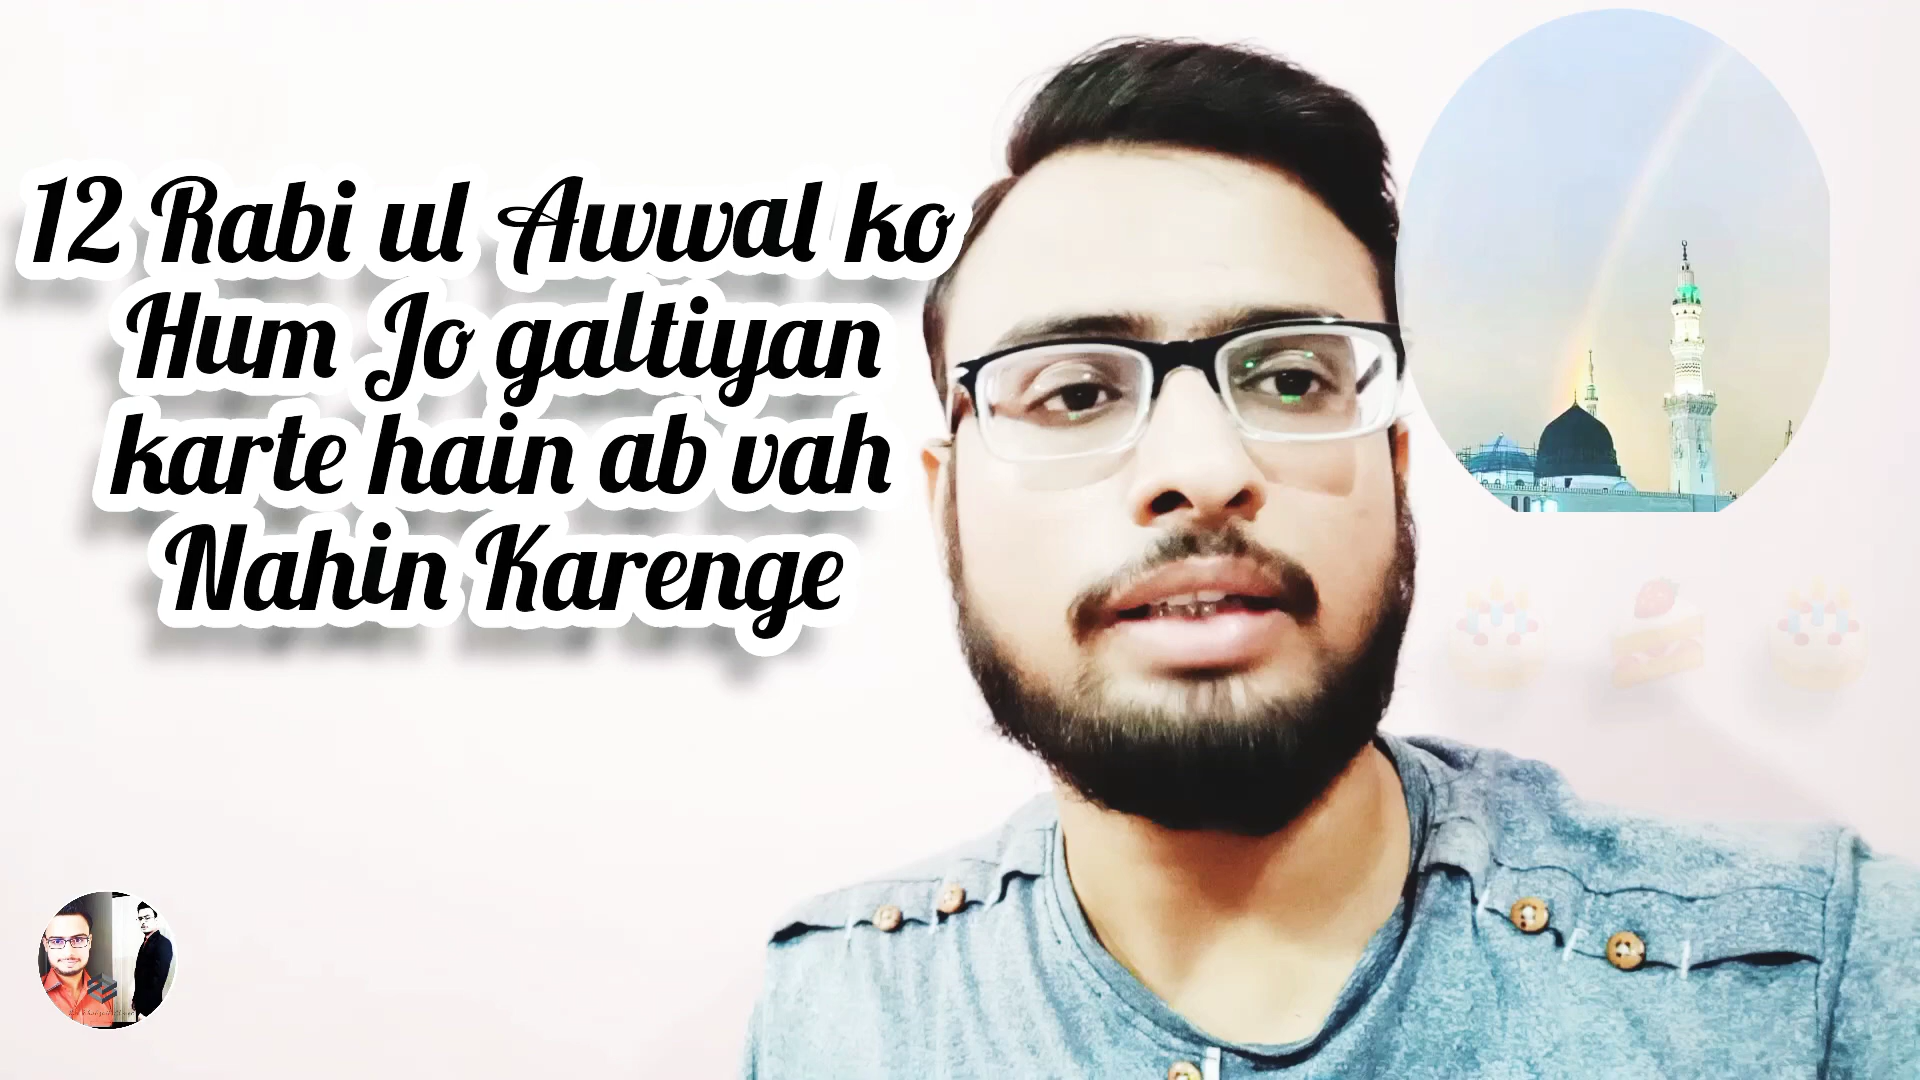 12 Rabi ul Awwal ko
Hum Jo galtiyan
karte hain ab vah
Nahin Karenge